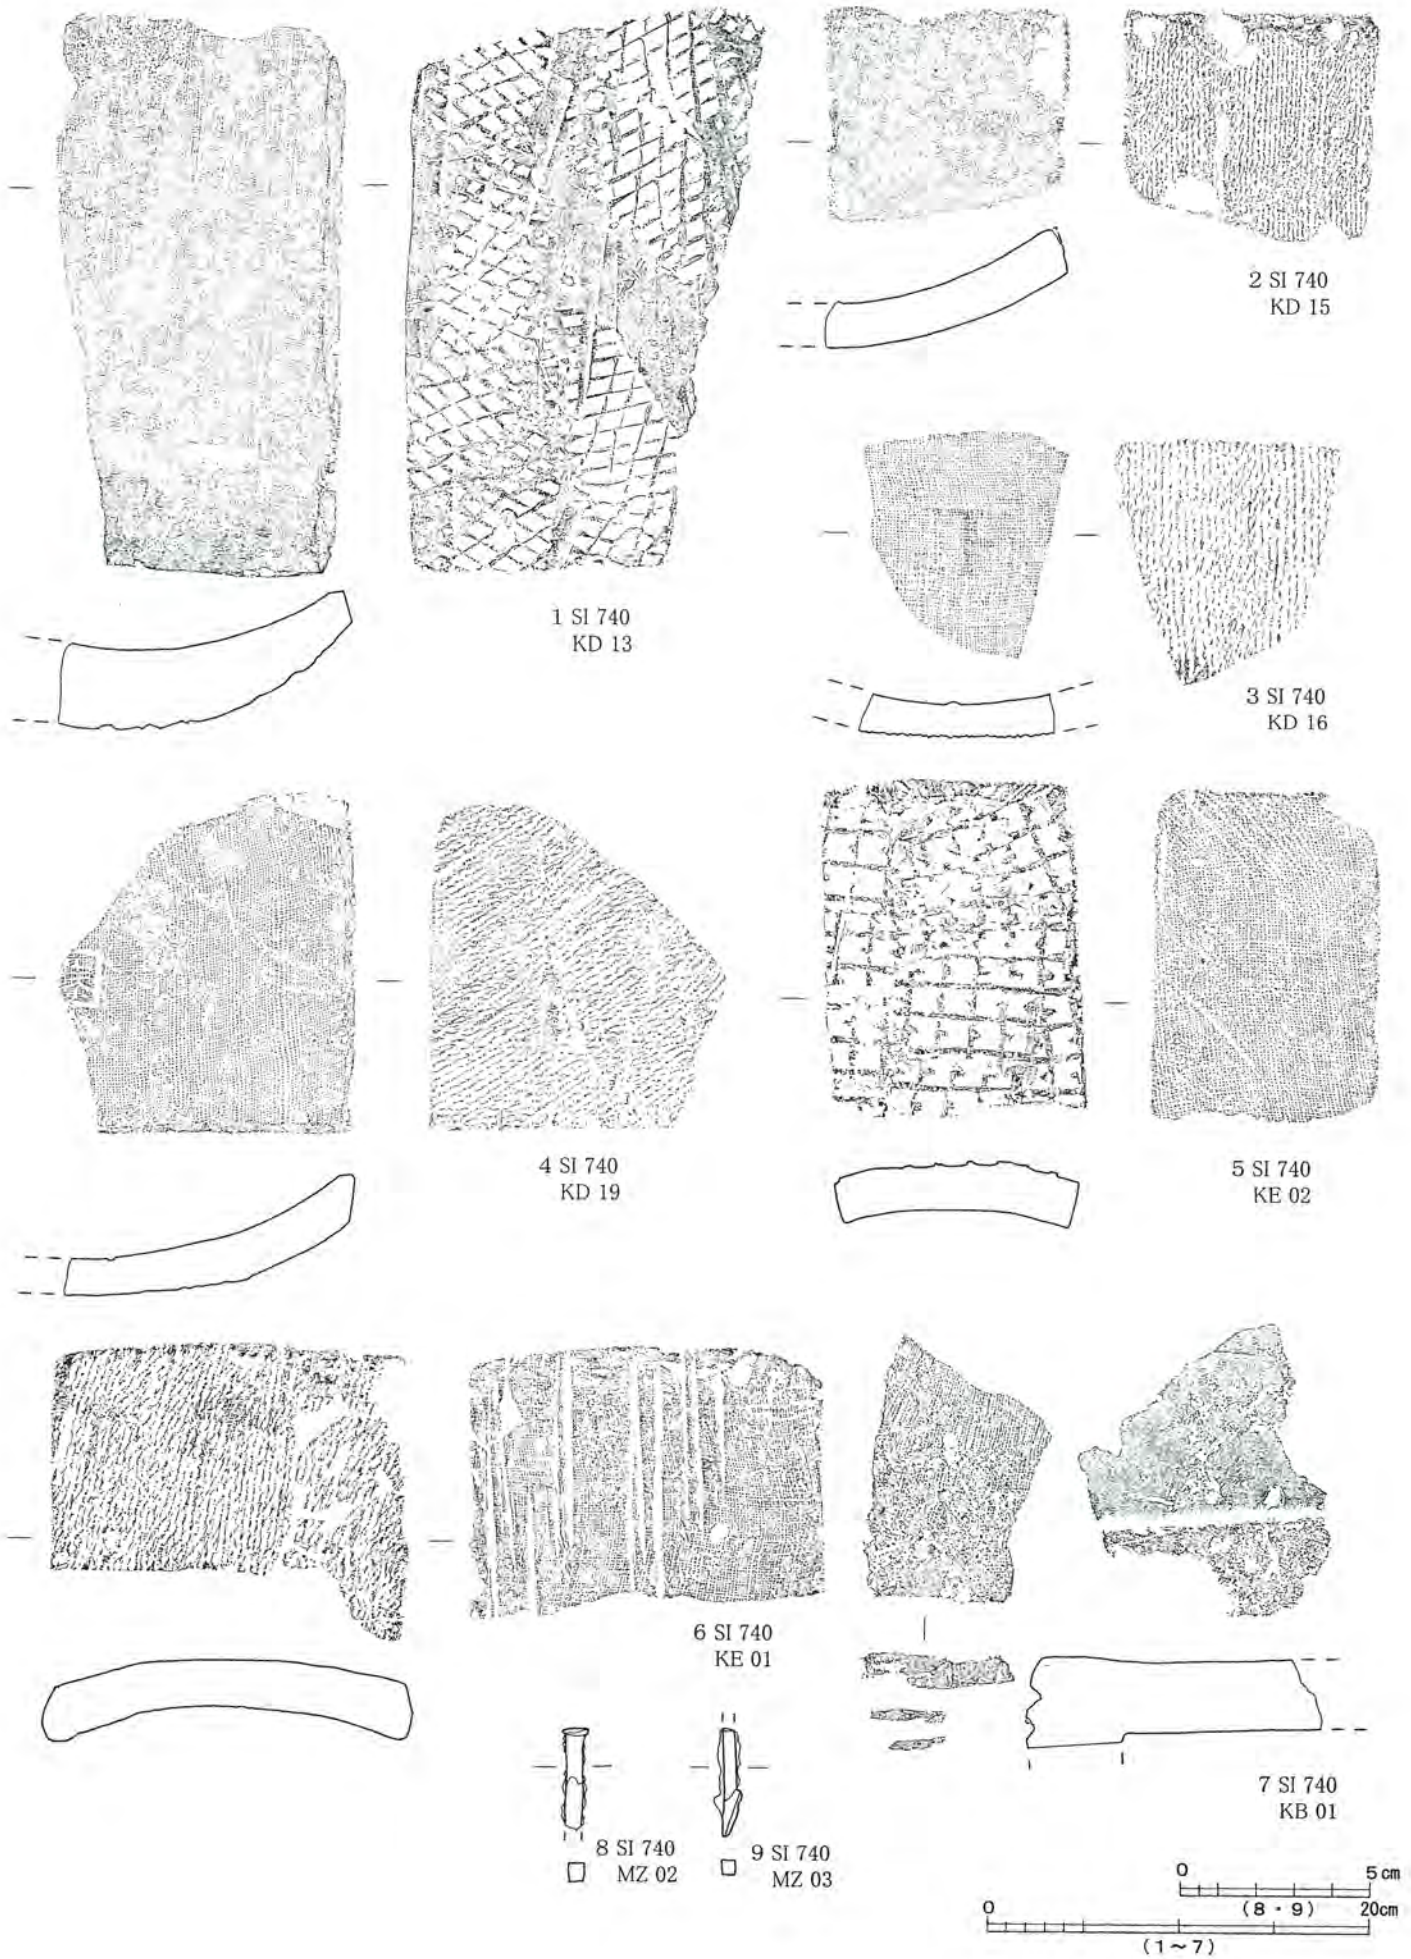 2 SI 740
KD 15
1 SI 740
KD 13
3 SI 740
KD 16
4 SI 740
KD 19
5 SI 740
KE 02
6 SI 740
KE 01
7 SI 740
KB 01
8 SI 740
MZ 02
9 SI 740
MZ 03
0 5cm
(8・9)
0 20cm
(1~7)